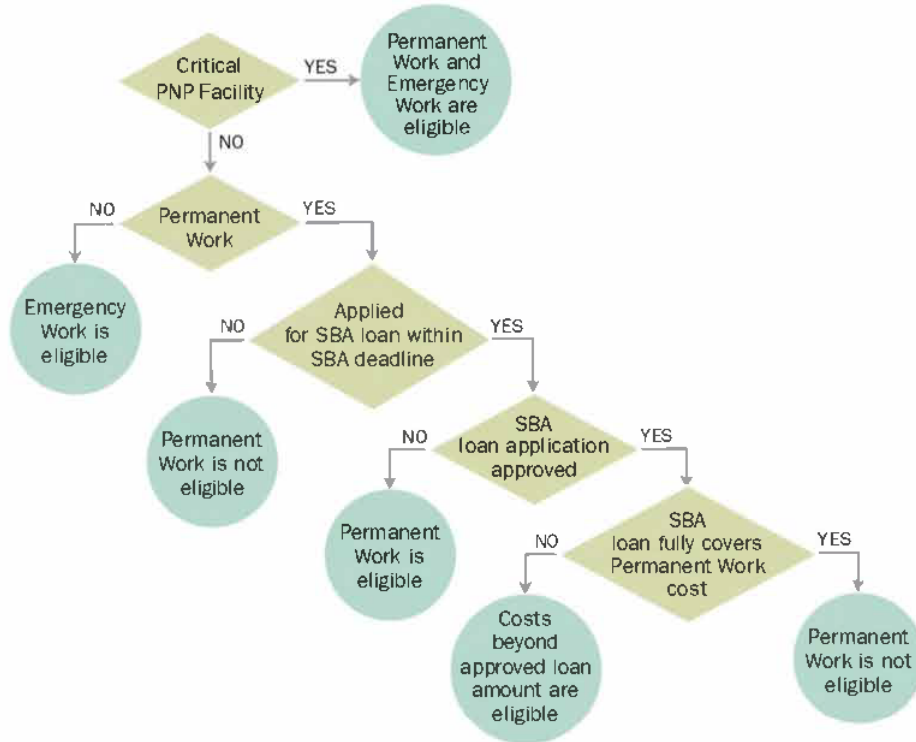 Critical
PNP Facility
YES
Permanent
Work and
Emergency
Work are
eligible
NO
Permanent
Work
NO
YES
Emergency
Work is
eligible
Applied
for SBA loan within
SBA deadline
NO
YES
Permanent
Work is not
eligible
SBA
loan application
approved
NO
YES
Permanent
Work is
eligible
SBA
loan fully covers
Permanent Work
cost
NO
YES
Costs
beyond
approved loan
amount are
eligible
Permanent
Work is not
eligible